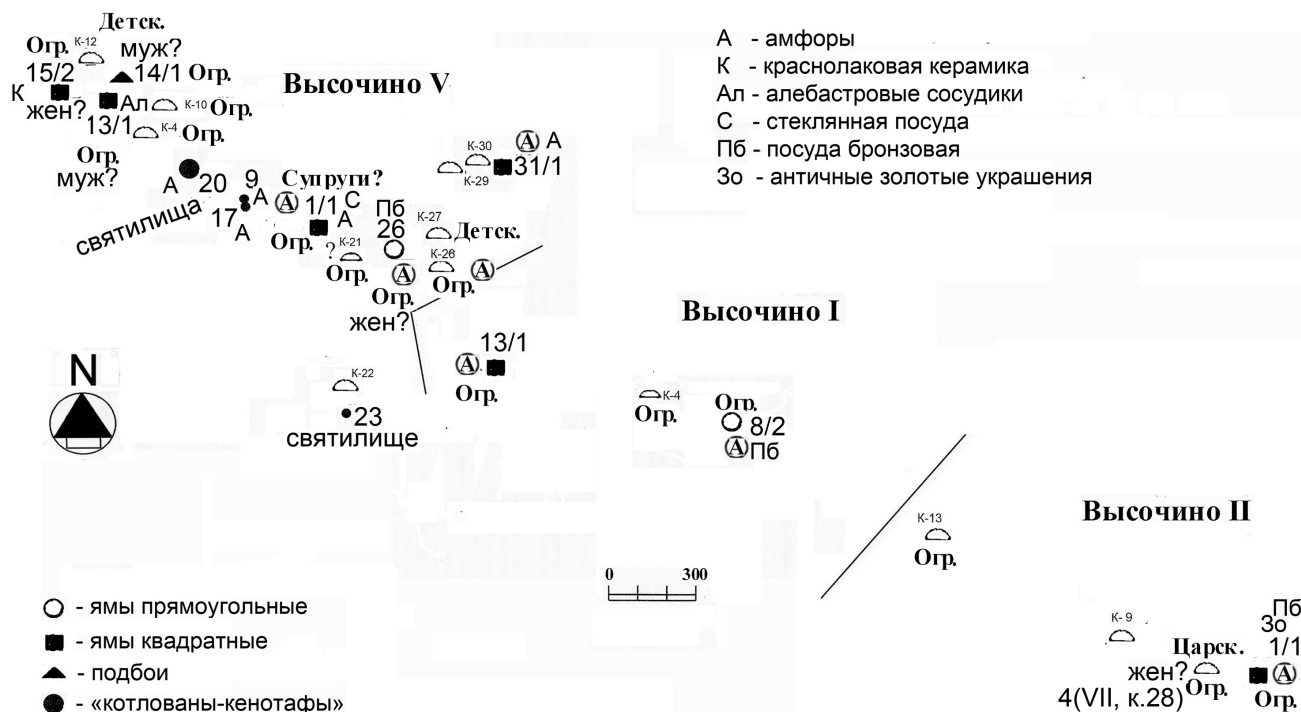 Детск.
Огр. К-12 муж?
15/2 14/1 Огр.
К Ал К-10 Огр.
жен?
13/1 К-4 Огр.
Огр.
муж?
Высочино V
А 20
святилища
9 А
17 А
Супруги?
А 1/1 С
А
Огр.
? К-21
Огр.
Пб
26
А
Огр.
жен?
К-27
Детск.
К-26
Огр. А
К-30 А А
К-29 31/1
13/1
А
Огр.
К-22
23
святилище
N
А - амфоры
К - краснолаковая керамика
Ал - алебастровые сосудики
С - стеклянная посуда
Пб - посуда бронзовая
Зо - античные золотые украшения
Высочино I
К-4
Огр.
Огр.
8/2
А Пб
К-13
Огр.
0 300
Высочино II
К-9
Пб
Зо
Царск. 1/1
жен? А
4(VII, к.28) Огр. Огр.
- ямы прямоугольные
- ямы квадратные
- подбои
- «котлованы-кенотафы»